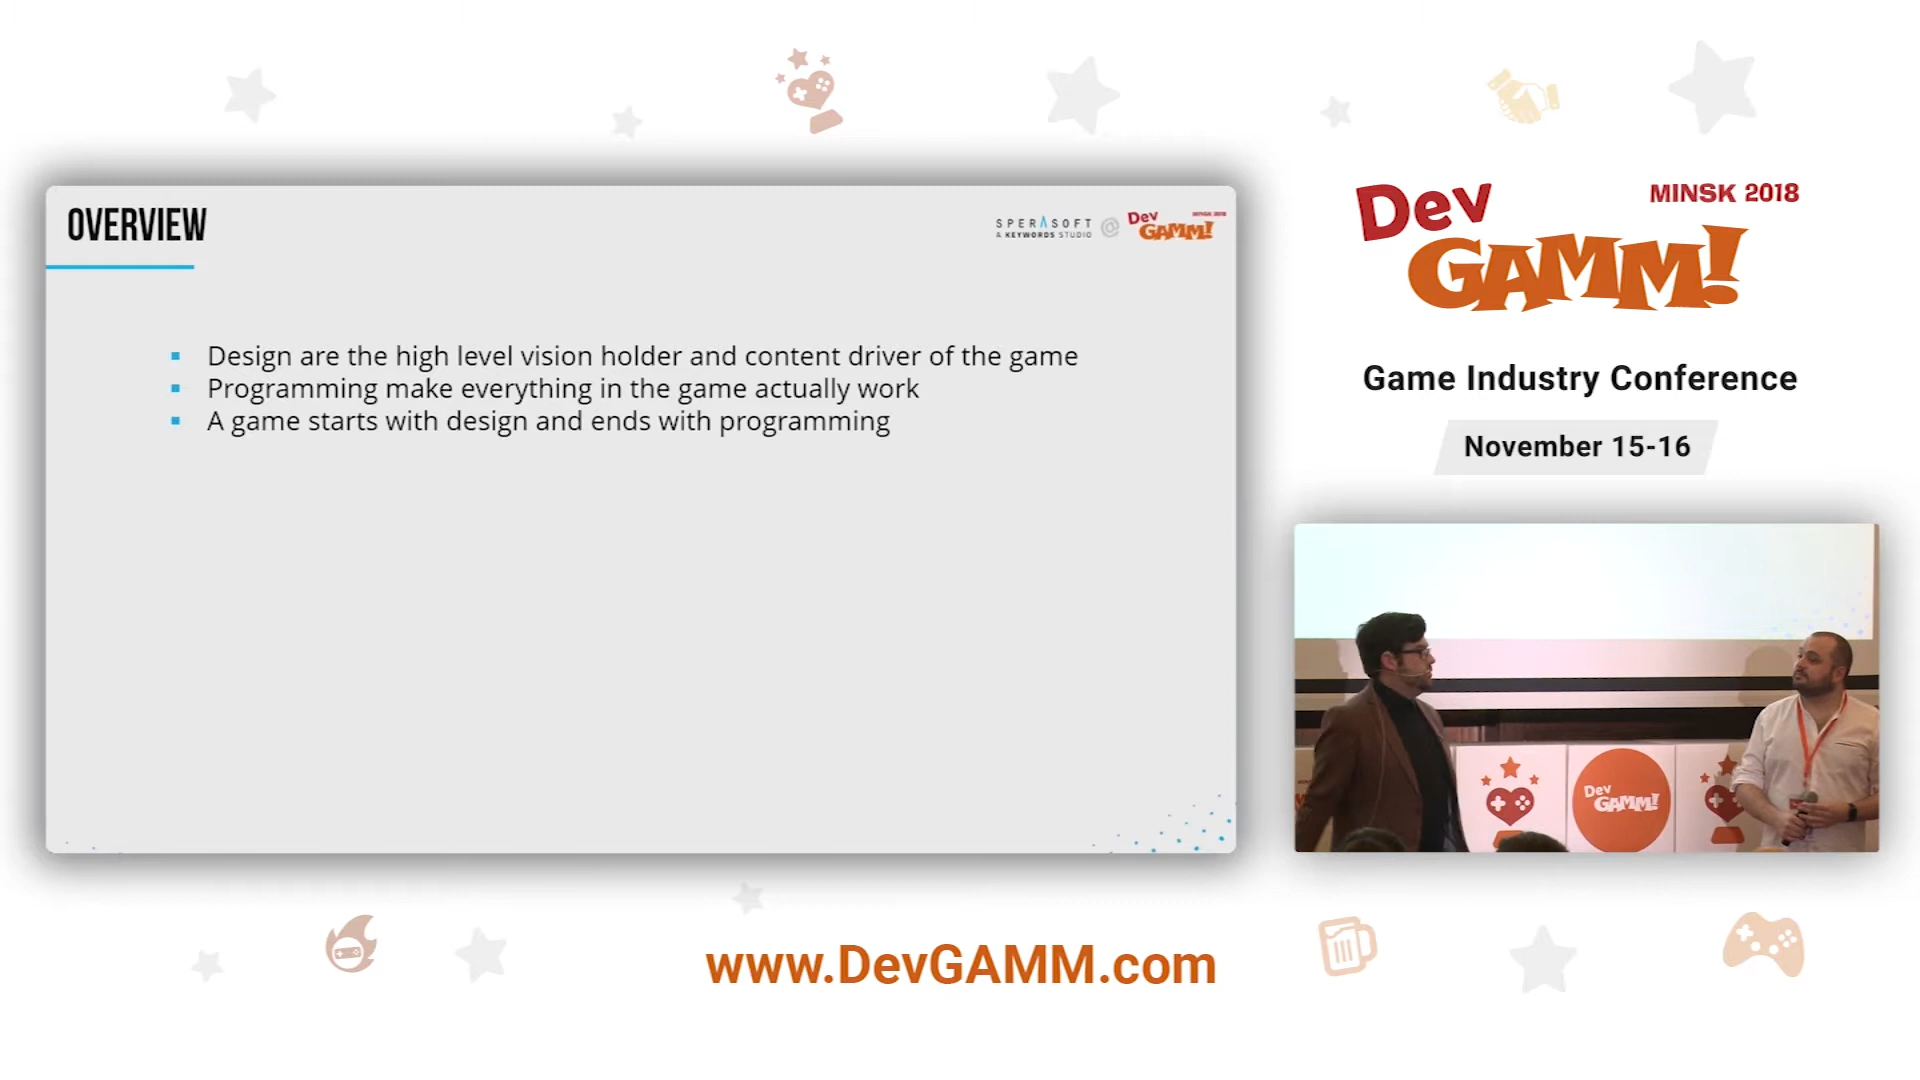 OVERVIEW
SPERASOFT
A KEYWORDS STUDIO
@
Dev
GAMM!
MINSK 2018
Design are the high level vision holder and content driver of the game
Programming make everything in the game actually work
A game starts with design and ends with programming
Dev
GAMM!
MINSK 2018
Game Industry Conference
November 15-16
Dev
GAMM!
www.DevGAMM.com